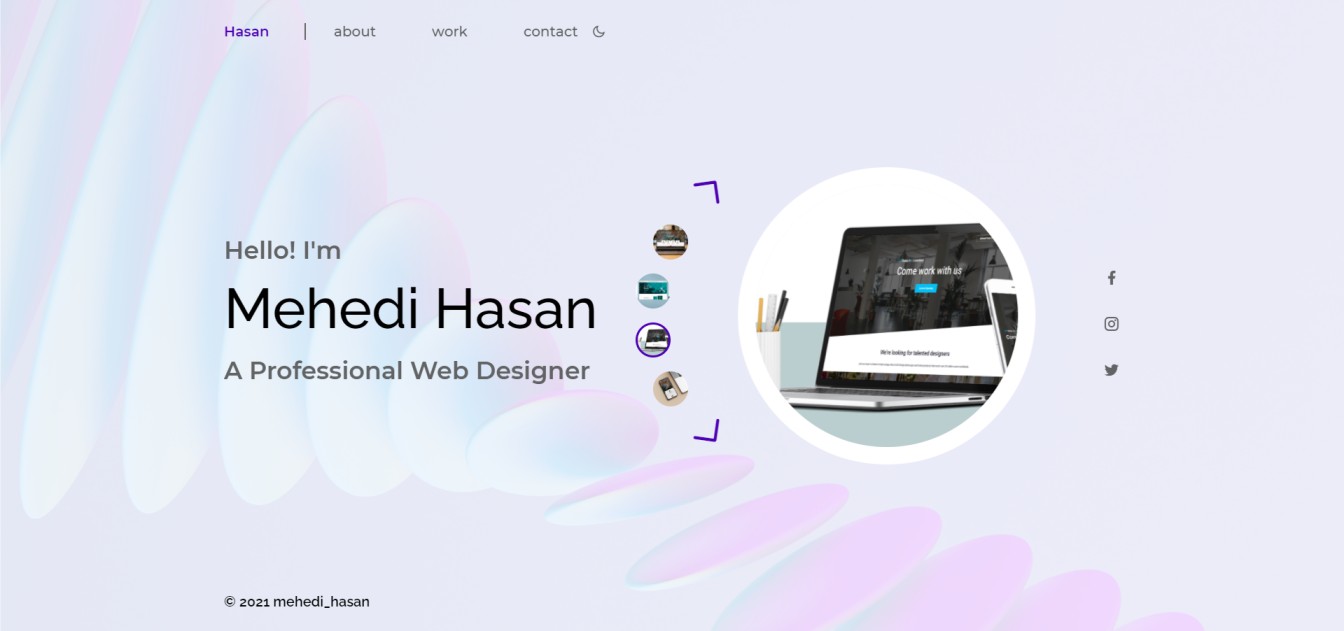 Hasan | about work contact
Hello! I'm
Mehedi Hasan
A Professional Web Designer
Come work with us
We're looking for talented designers
© 2021 mehedi_hasan